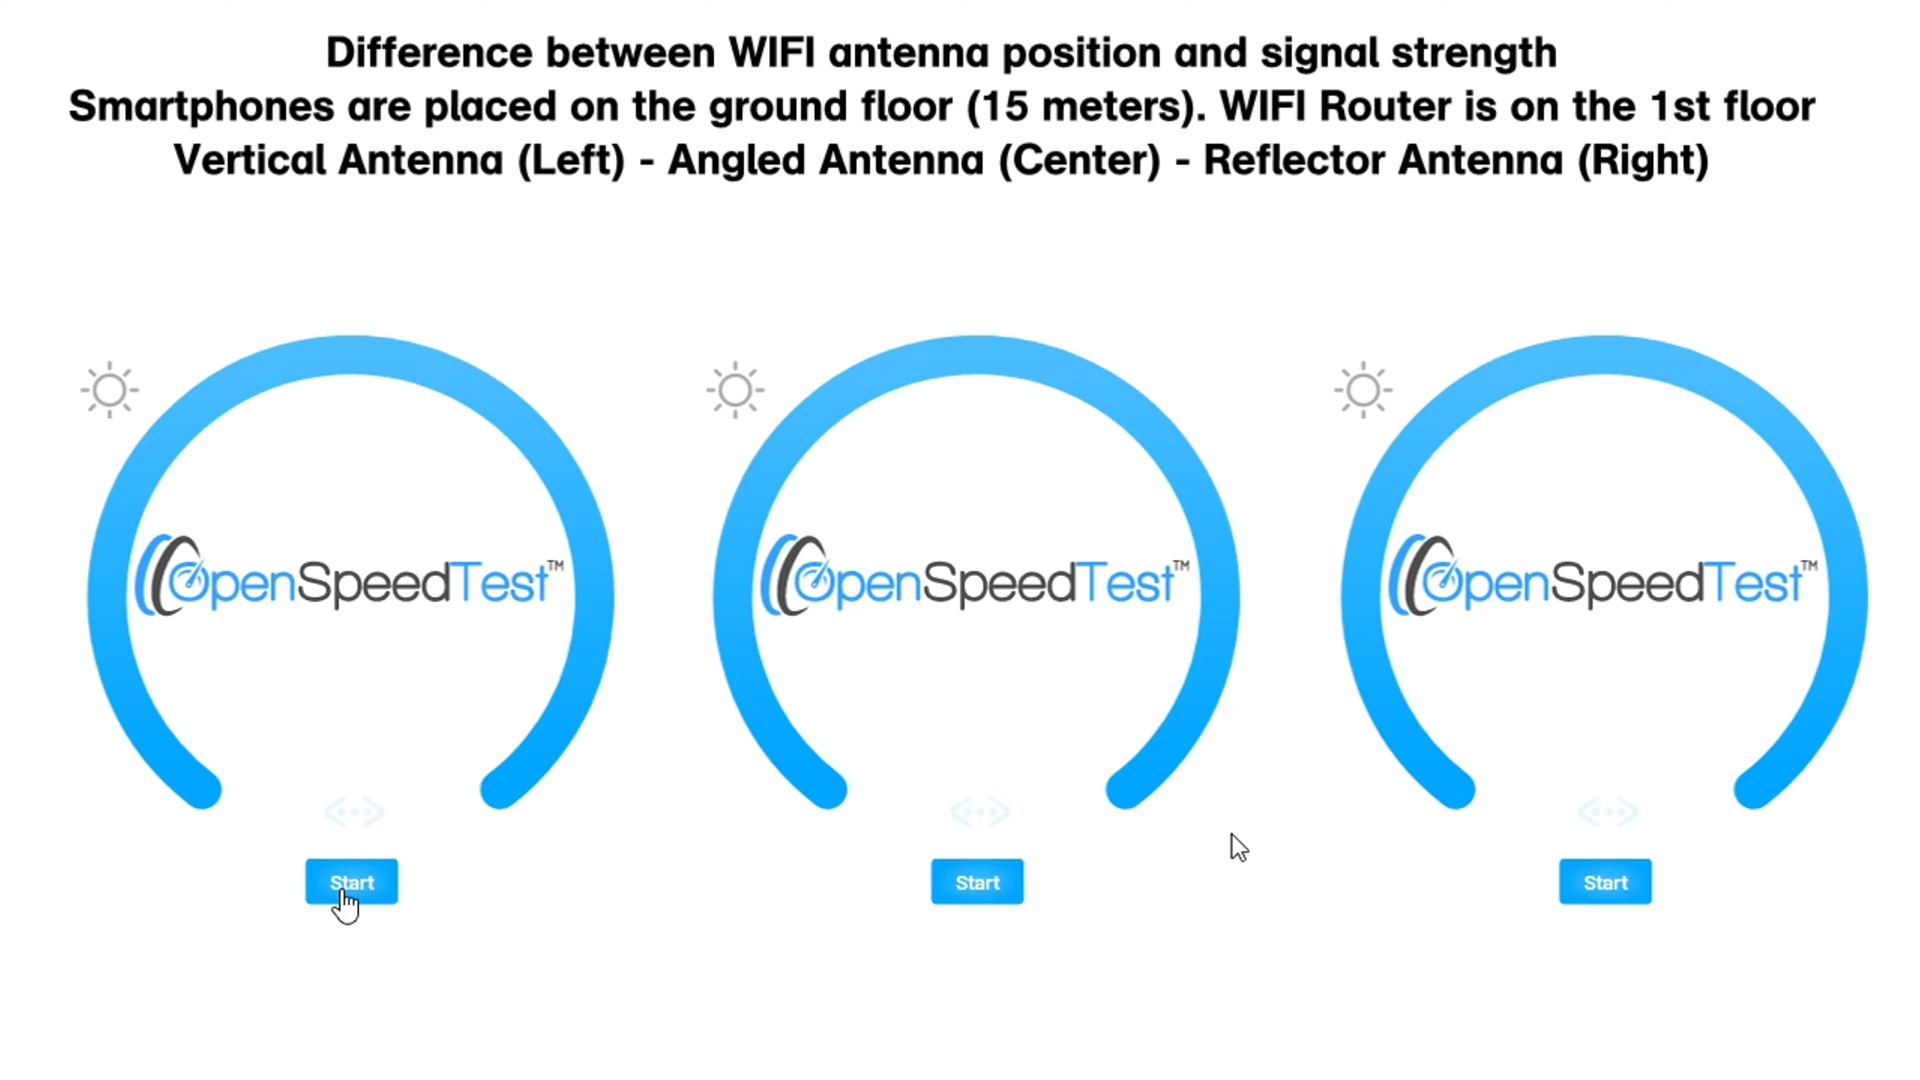 Difference between WIFI antenna position and signal strength
Smartphones are placed on the ground floor (15 meters). WIFI Router is on the 1st floor
Vertical Antenna (Left) - Angled Antenna (Center) - Reflector Antenna (Right)
OpenSpeedTest™ OpenSpeedTest™ OpenSpeedTest™
Start Start Start